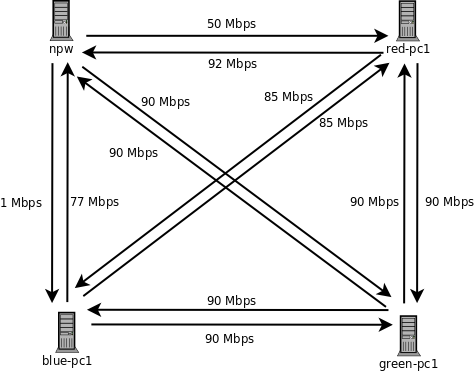 50 Mbps
npw
red-pc1
92 Mbps
90 Mbps
85 Mbps
85 Mbps
90 Mbps
1 Mbps
77 Mbps
90 Mbps
90 Mbps
90 Mbps
90 Mbps
blue-pc1
green-pc1